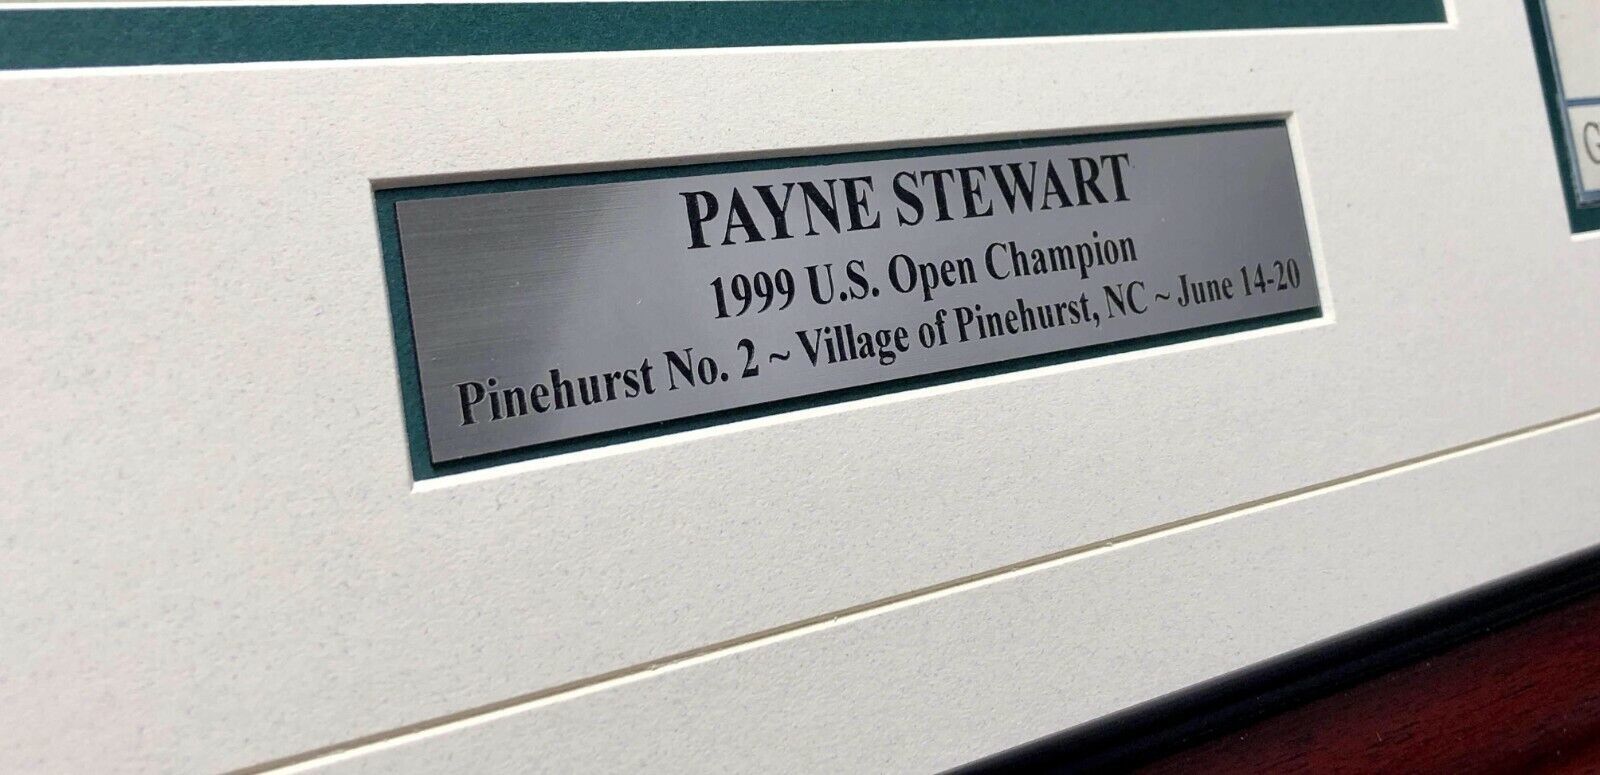 PAYNE STEWART
1999 U.S. Open Champion
Pinehurst No. 2 ~ Village of Pinehurst, NC ~ June 14-20